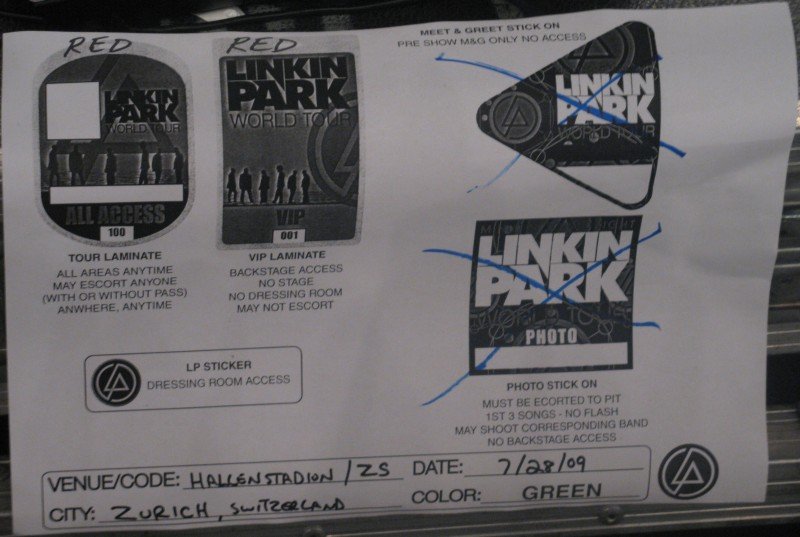 RED
LINKIN
PARK
WORLD TOUR
ALL ACCESS
100
TOUR LAMINATE
ALL AREAS ANYTIME
MAY ESCORT ANYONE
(WITH OR WITHOUT PASS)
ANWHERE, ANYTIME
RED
LINKIN
PARK
WORLD TOUR
VIP
001
VIP LAMINATE
BACKSTAGE ACCESS
NO STAGE
NO DRESSING ROOM
MAY NOT ESCORT
MEET & GREET STICK ON
PRE SHOW M&G ONLY NO ACCESS
LINKIN
PARK
WORLD TOUR
LINKIN
PARK
WORLD TOUR
PHOTO
PHOTO STICK ON
MUST BE ECORTED TO PIT
1ST 3 SONGS - NO FLASH
MAY SHOOT CORRESPONDING BAND
NO BACKSTAGE ACCESS
LP STICKER
DRESSING ROOM ACCESS
VENUE/CODE: HALLENSTADION / ZS DATE: 7/28/09
CITY: ZURICH, SWITZERLAND COLOR: GREEN